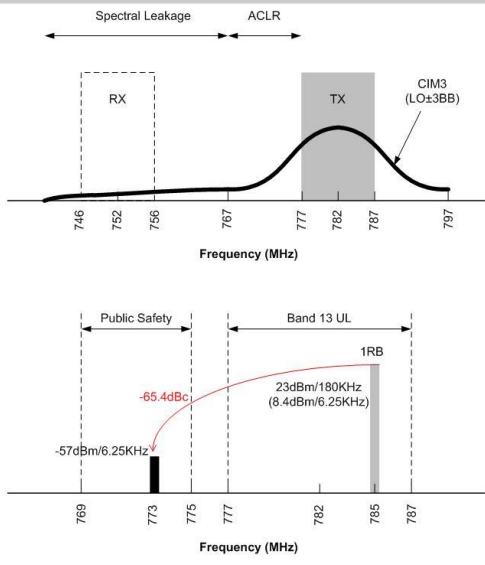 Spectral Leakage ACLR
RX
TX
CIM3
(LO±3BB)
746 752 756 767 777 782 787 797
Frequency (MHz)
Public Safety Band 13 UL
1RB
-65.4dBc
23dBm/180KHz
(8.4dBm/6.25KHz)
-57dBm/6.25KHz
769 773 775 777 782 785 787
Frequency (MHz)